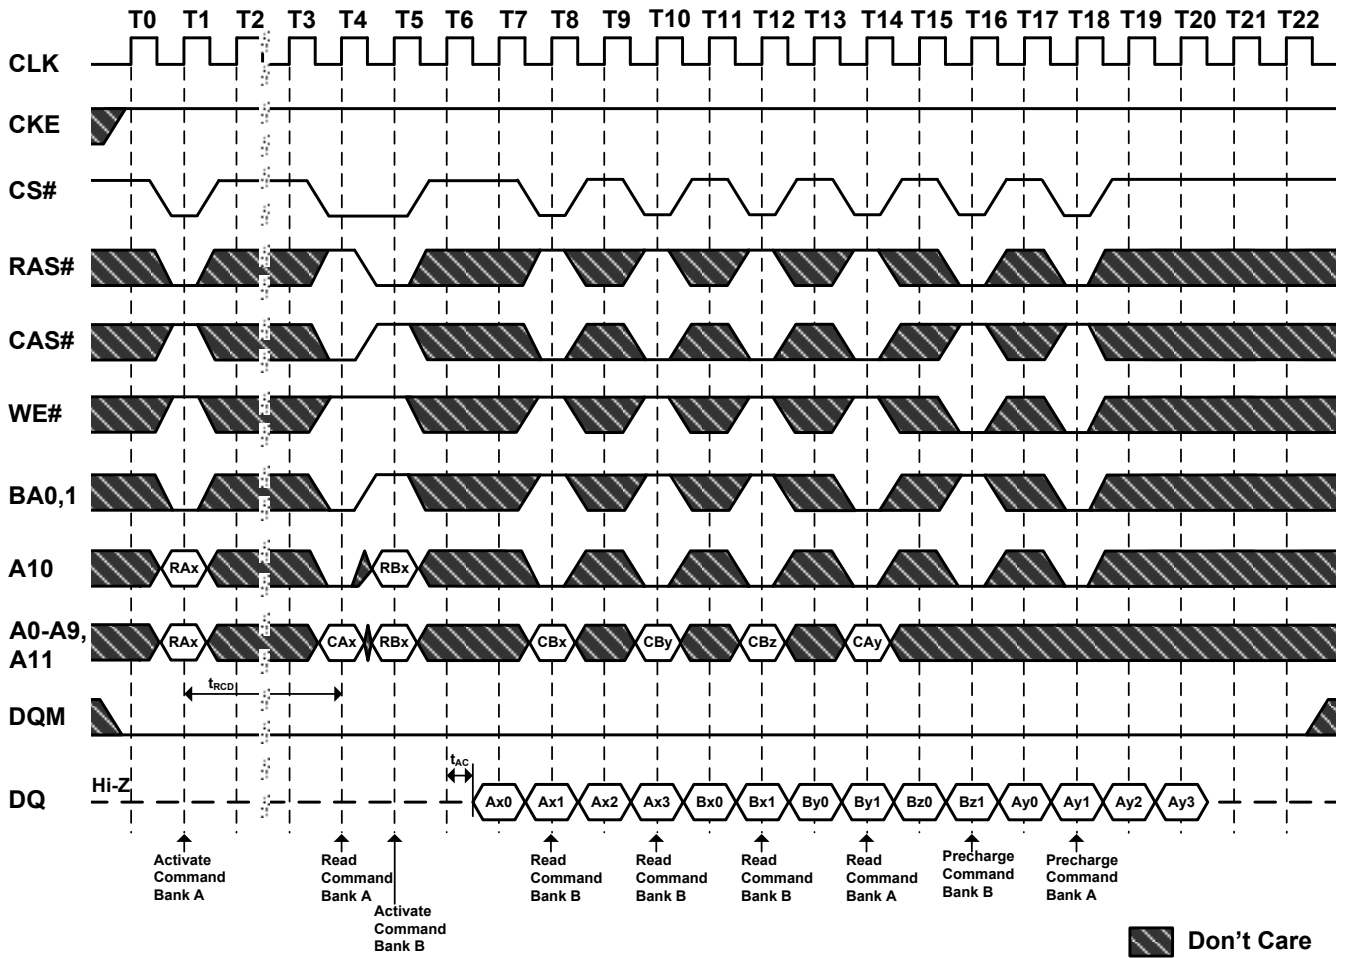 T0 T1 T2 T3 T4 T5 T6 T7 T8 T9 T10 T11 T12 T13 T14 T15 T16 T17 T18 T19 T20 T21 T22
CLK
CKE
CS#
RAS#
CAS#
WE#
BA0,1
A10 RAx RBx
A0-A9, RAx CAx RBx CBx CBy CBz CAy
A11
tRCD
DQM
tAC
Hi-Z
DQ Ax0 Ax1 Ax2 Ax3 Bx0 Bx1 By0 By1 Bz0 Bz1 Ay0 Ay1 Ay2 Ay3
Activate
Command
Bank A
Read
Command
Bank A
Activate
Command
Bank B
Read
Command
Bank B
Read
Command
Bank B
Read
Command
Bank B
Read
Command
Bank A
Precharge
Command
Bank B
Precharge
Command
Bank A
Don't Care